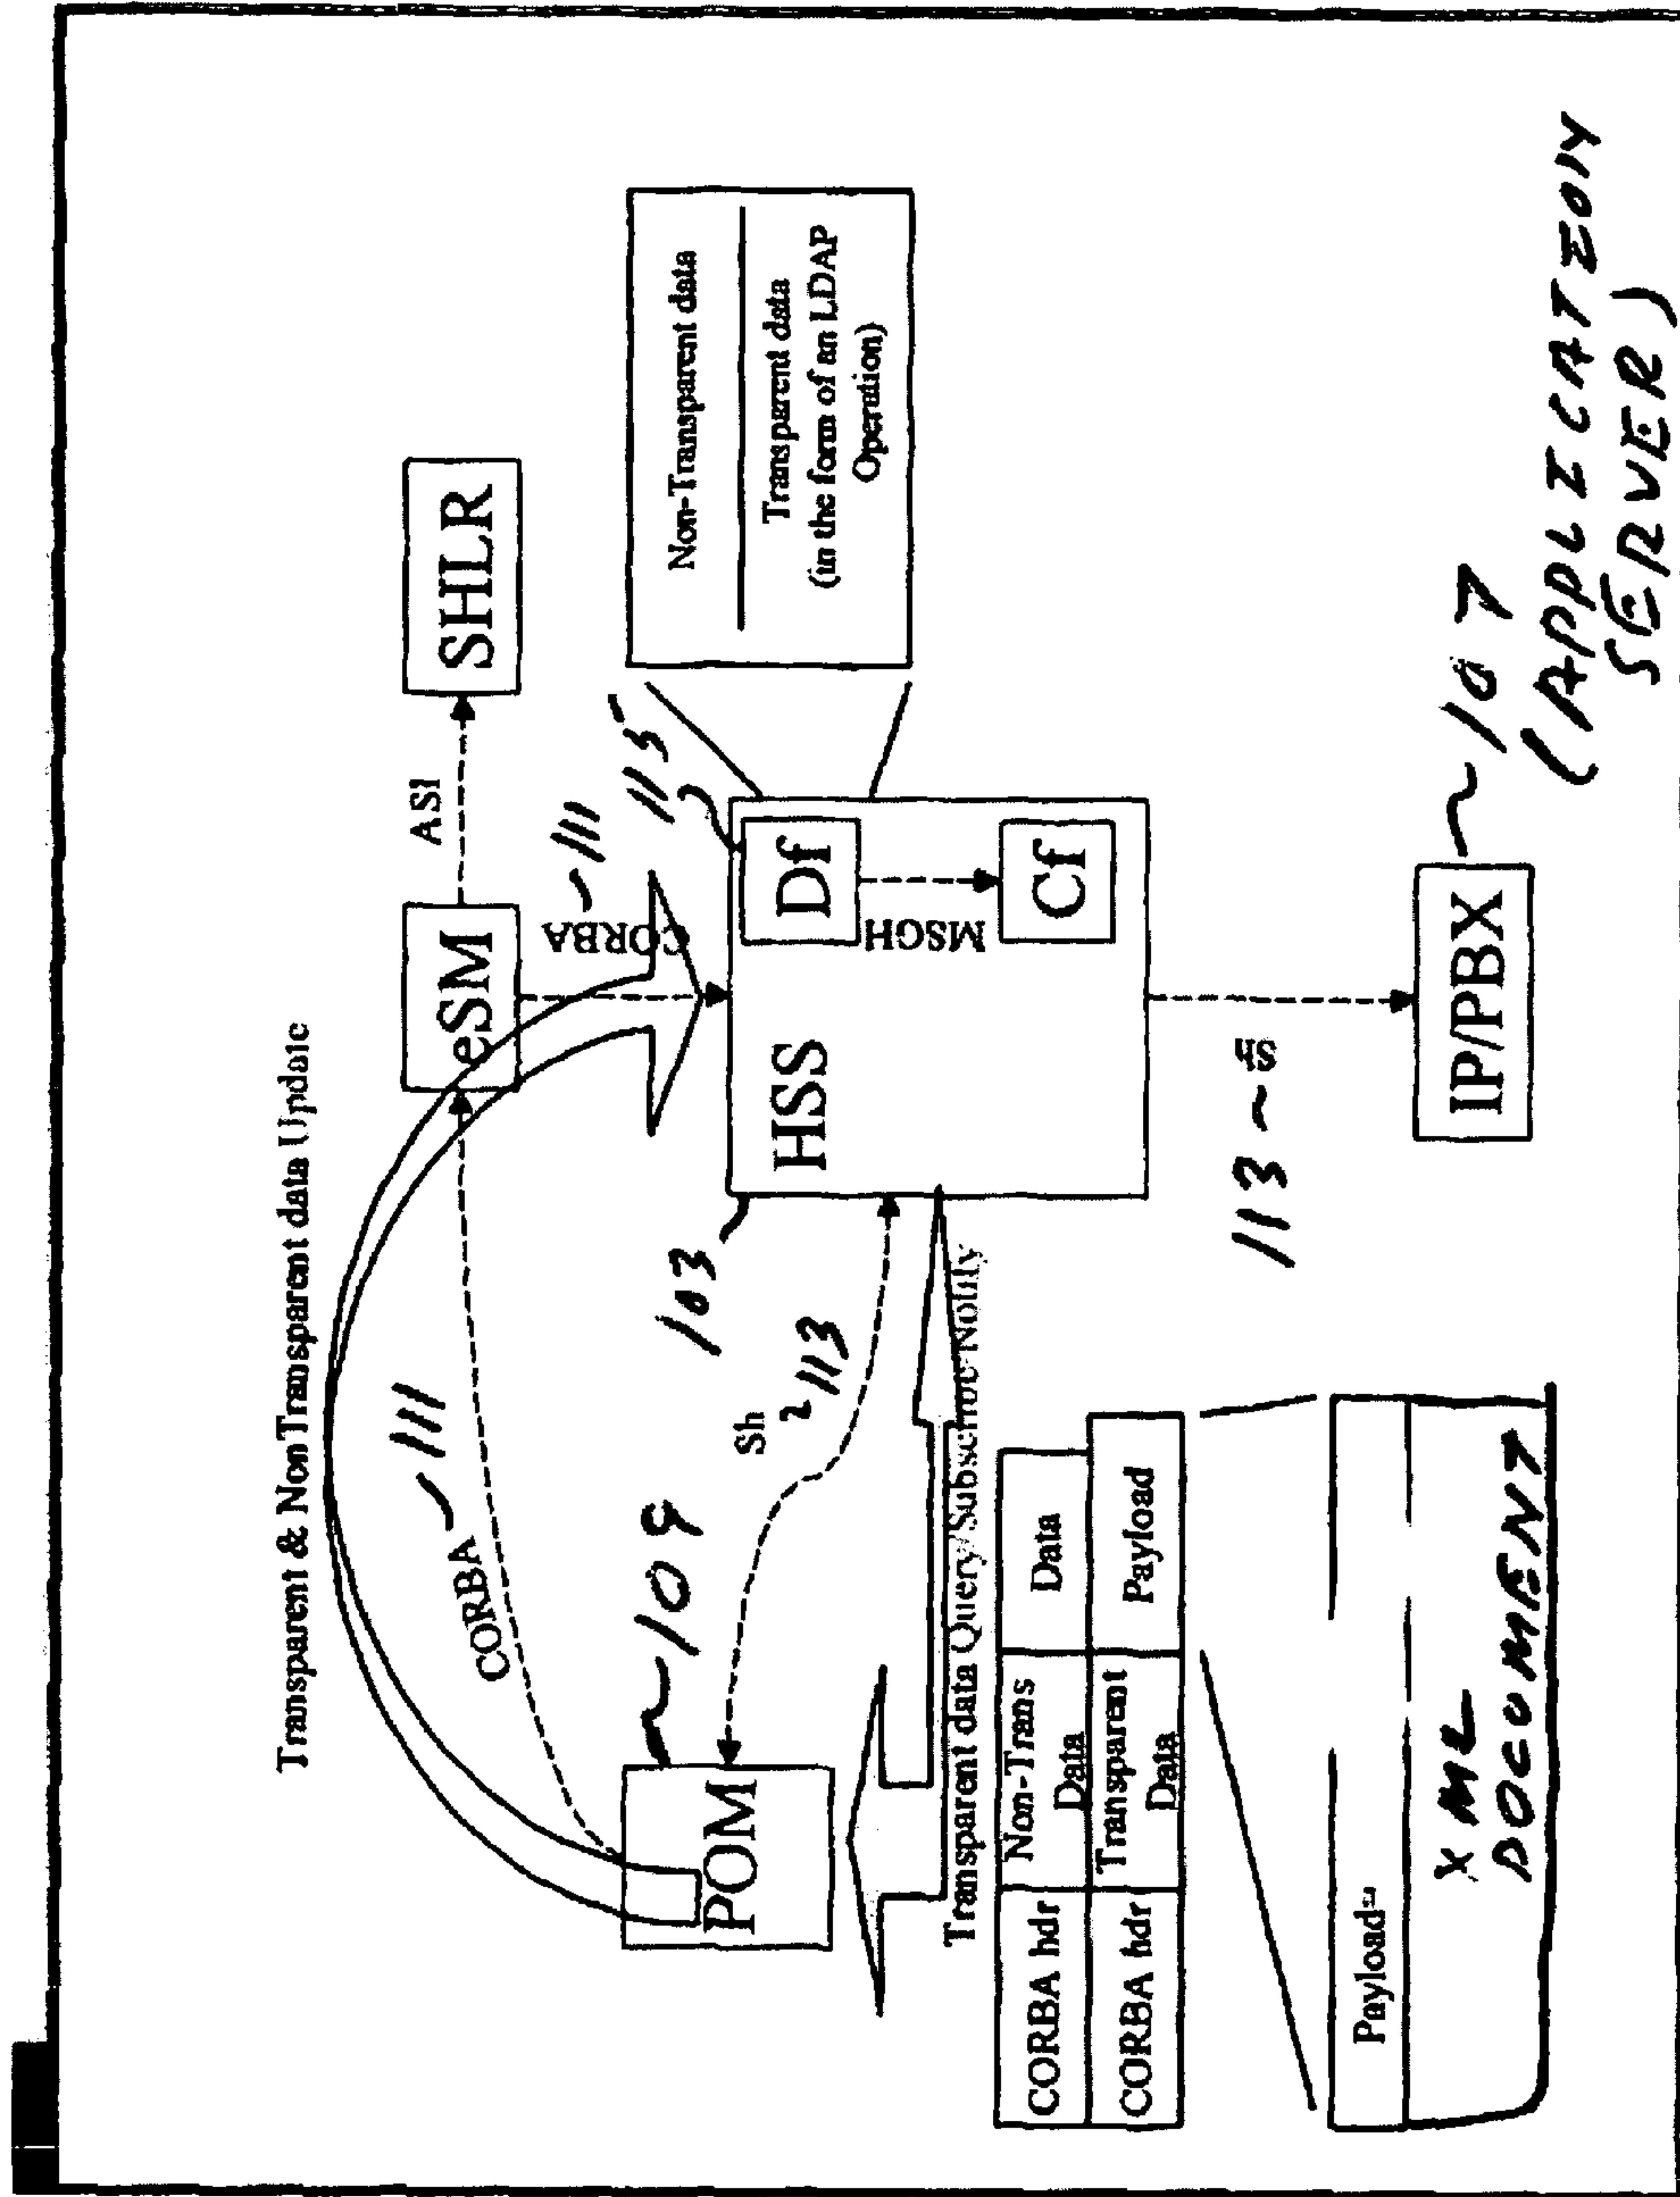 Transparent & NonTransparent data Update
eSM
ASI
SHLR
CORBA
~111
CORBA
~111
POM
~109
Sh
~113
103
HSS
115
Df
MSGH
Cf
Non-Transparent data
Transparent data
(in the form of an LDAP
Operation)
Transparent data Query/Subscribe/Notify
CORBA hdr
Non-Trans
Data
Data
CORBA hdr
Transparent
Data
Payload
Payload=
XML
DOCUMENT
113 ~ Sh
IP/PBX
~107
(APPLICATION
SERVER)